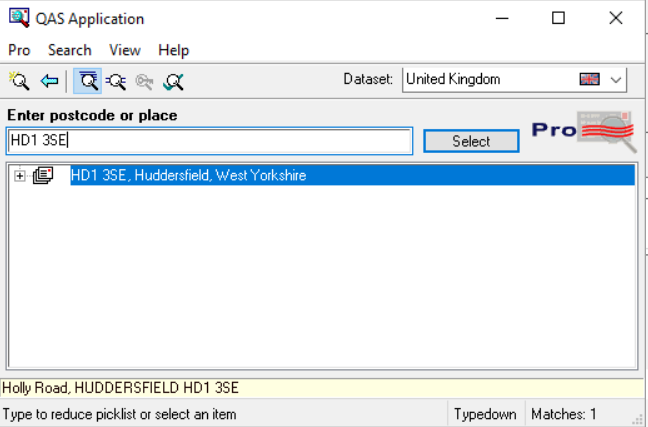 QAS Application
Pro Search View Help
Dataset: United Kingdom
Enter postcode or place
HD1 3SE Select Pro
HD1 3SE, Huddersfield, West Yorkshire
Holly Road, HUDDERSFIELD HD1 3SE
Type to reduce picklist or select an item Typedown Matches: 1